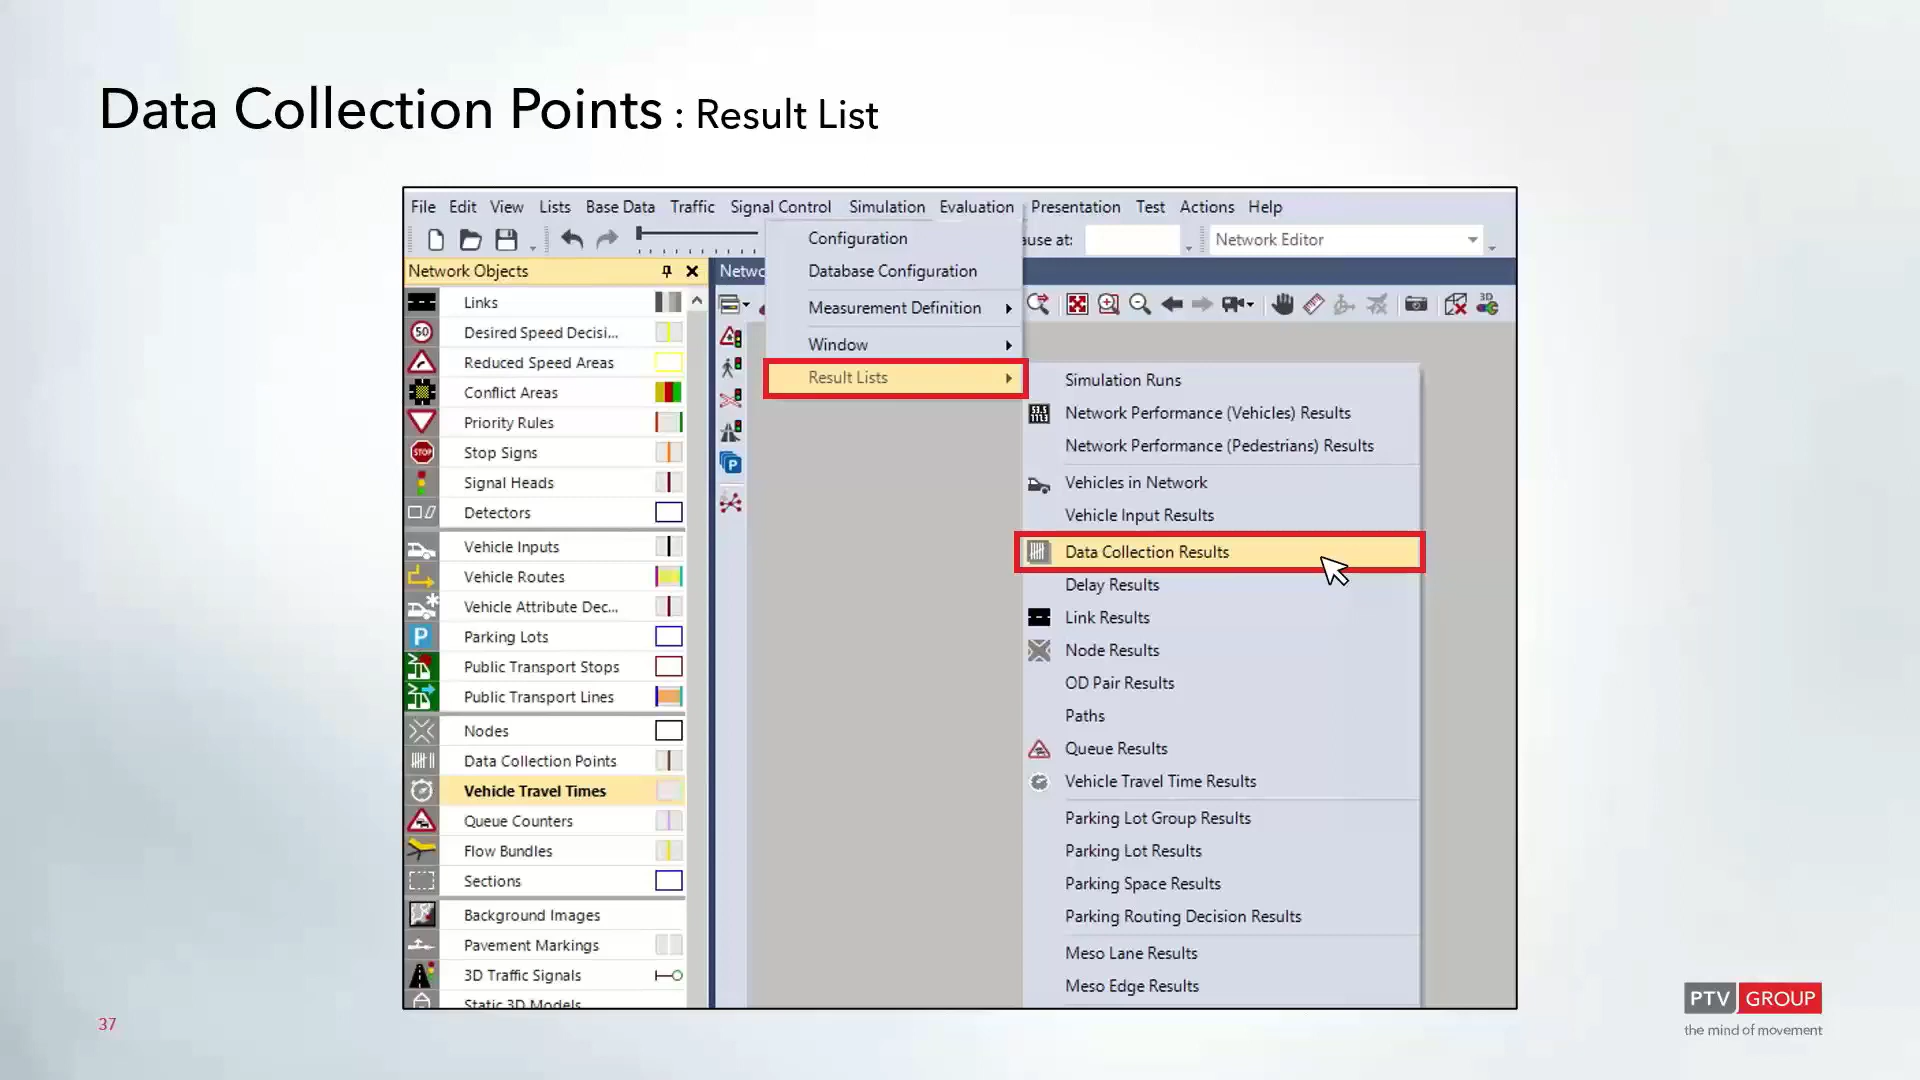 Data Collection Points : Result List
File Edit View Lists Base Data Traffic Signal Control Simulation Evaluation Presentation Test Actions Help
ause at:
Network Editor
Network Objects
Netwo
Links
50
Desired Speed Decisi...
Reduced Speed Areas
Conflict Areas
Priority Rules
STOP
Stop Signs
Signal Heads
Detectors
Vehicle Inputs
Vehicle Routes
Vehicle Attribute Dec...
P
Parking Lots
Public Transport Stops
Public Transport Lines
Nodes
Data Collection Points
Vehicle Travel Times
Queue Counters
Flow Bundles
Sections
Background Images
Pavement Markings
3D Traffic Signals
Static 3D Models
P
3D
Configuration
Database Configuration
Measurement Definition
Window
Result Lists
Simulation Runs
Network Performance (Vehicles) Results
Network Performance (Pedestrians) Results
Vehicles in Network
Vehicle Input Results
Data Collection Results
Delay Results
Link Results
Node Results
OD Pair Results
Paths
Queue Results
Vehicle Travel Time Results
Parking Lot Group Results
Parking Lot Results
Parking Space Results
Parking Routing Decision Results
Meso Lane Results
Meso Edge Results
37
PTV GROUP
the mind of movement